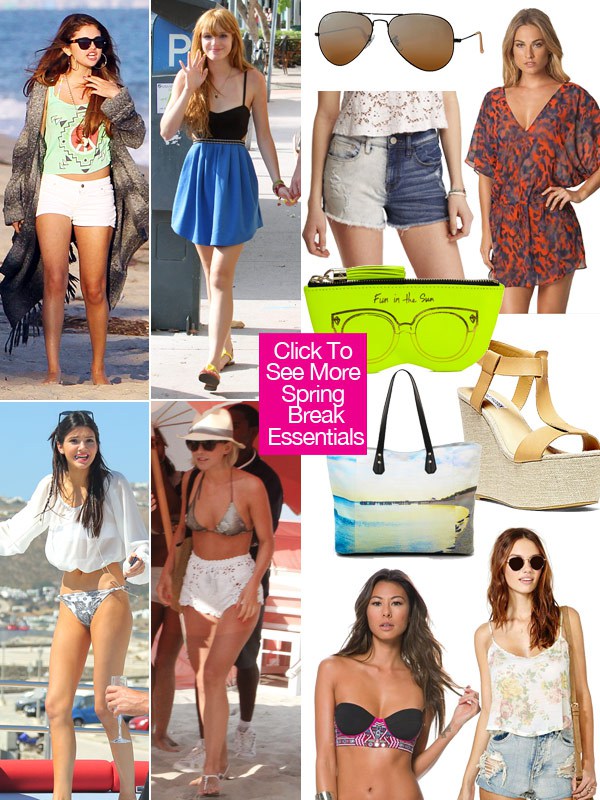 Fun in the Sun
Click To
See More
Spring
Break
Essentials